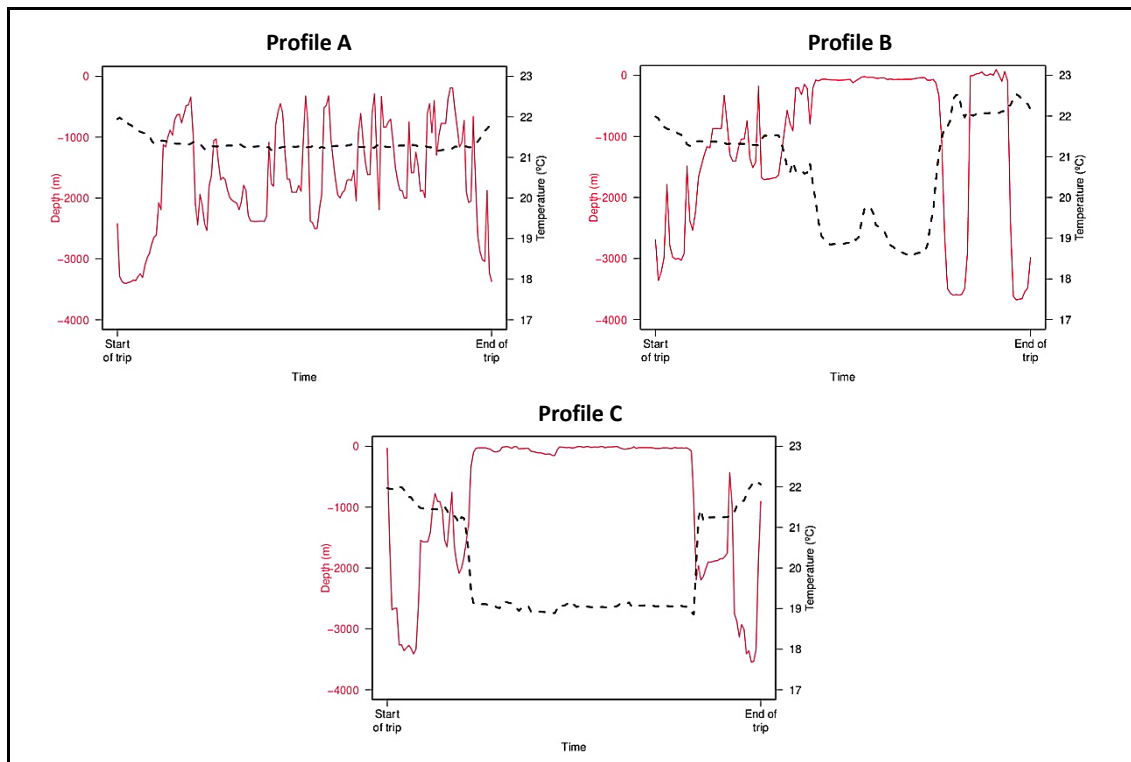 Profile A
0
−1000
−2000
−3000
−4000
Depth (m)
23
22
21
20
19
18
17
Temperature (ºC)
Start
of trip
End of
trip
Time
Profile B
0
−1000
−2000
−3000
−4000
Depth (m)
23
22
21
20
19
18
17
Temperature (ºC)
Start
of trip
End of
trip
Time
Profile C
0
−1000
−2000
−3000
−4000
Depth (m)
23
22
21
20
19
18
17
Temperature (ºC)
Start
of trip
End of
trip
Time